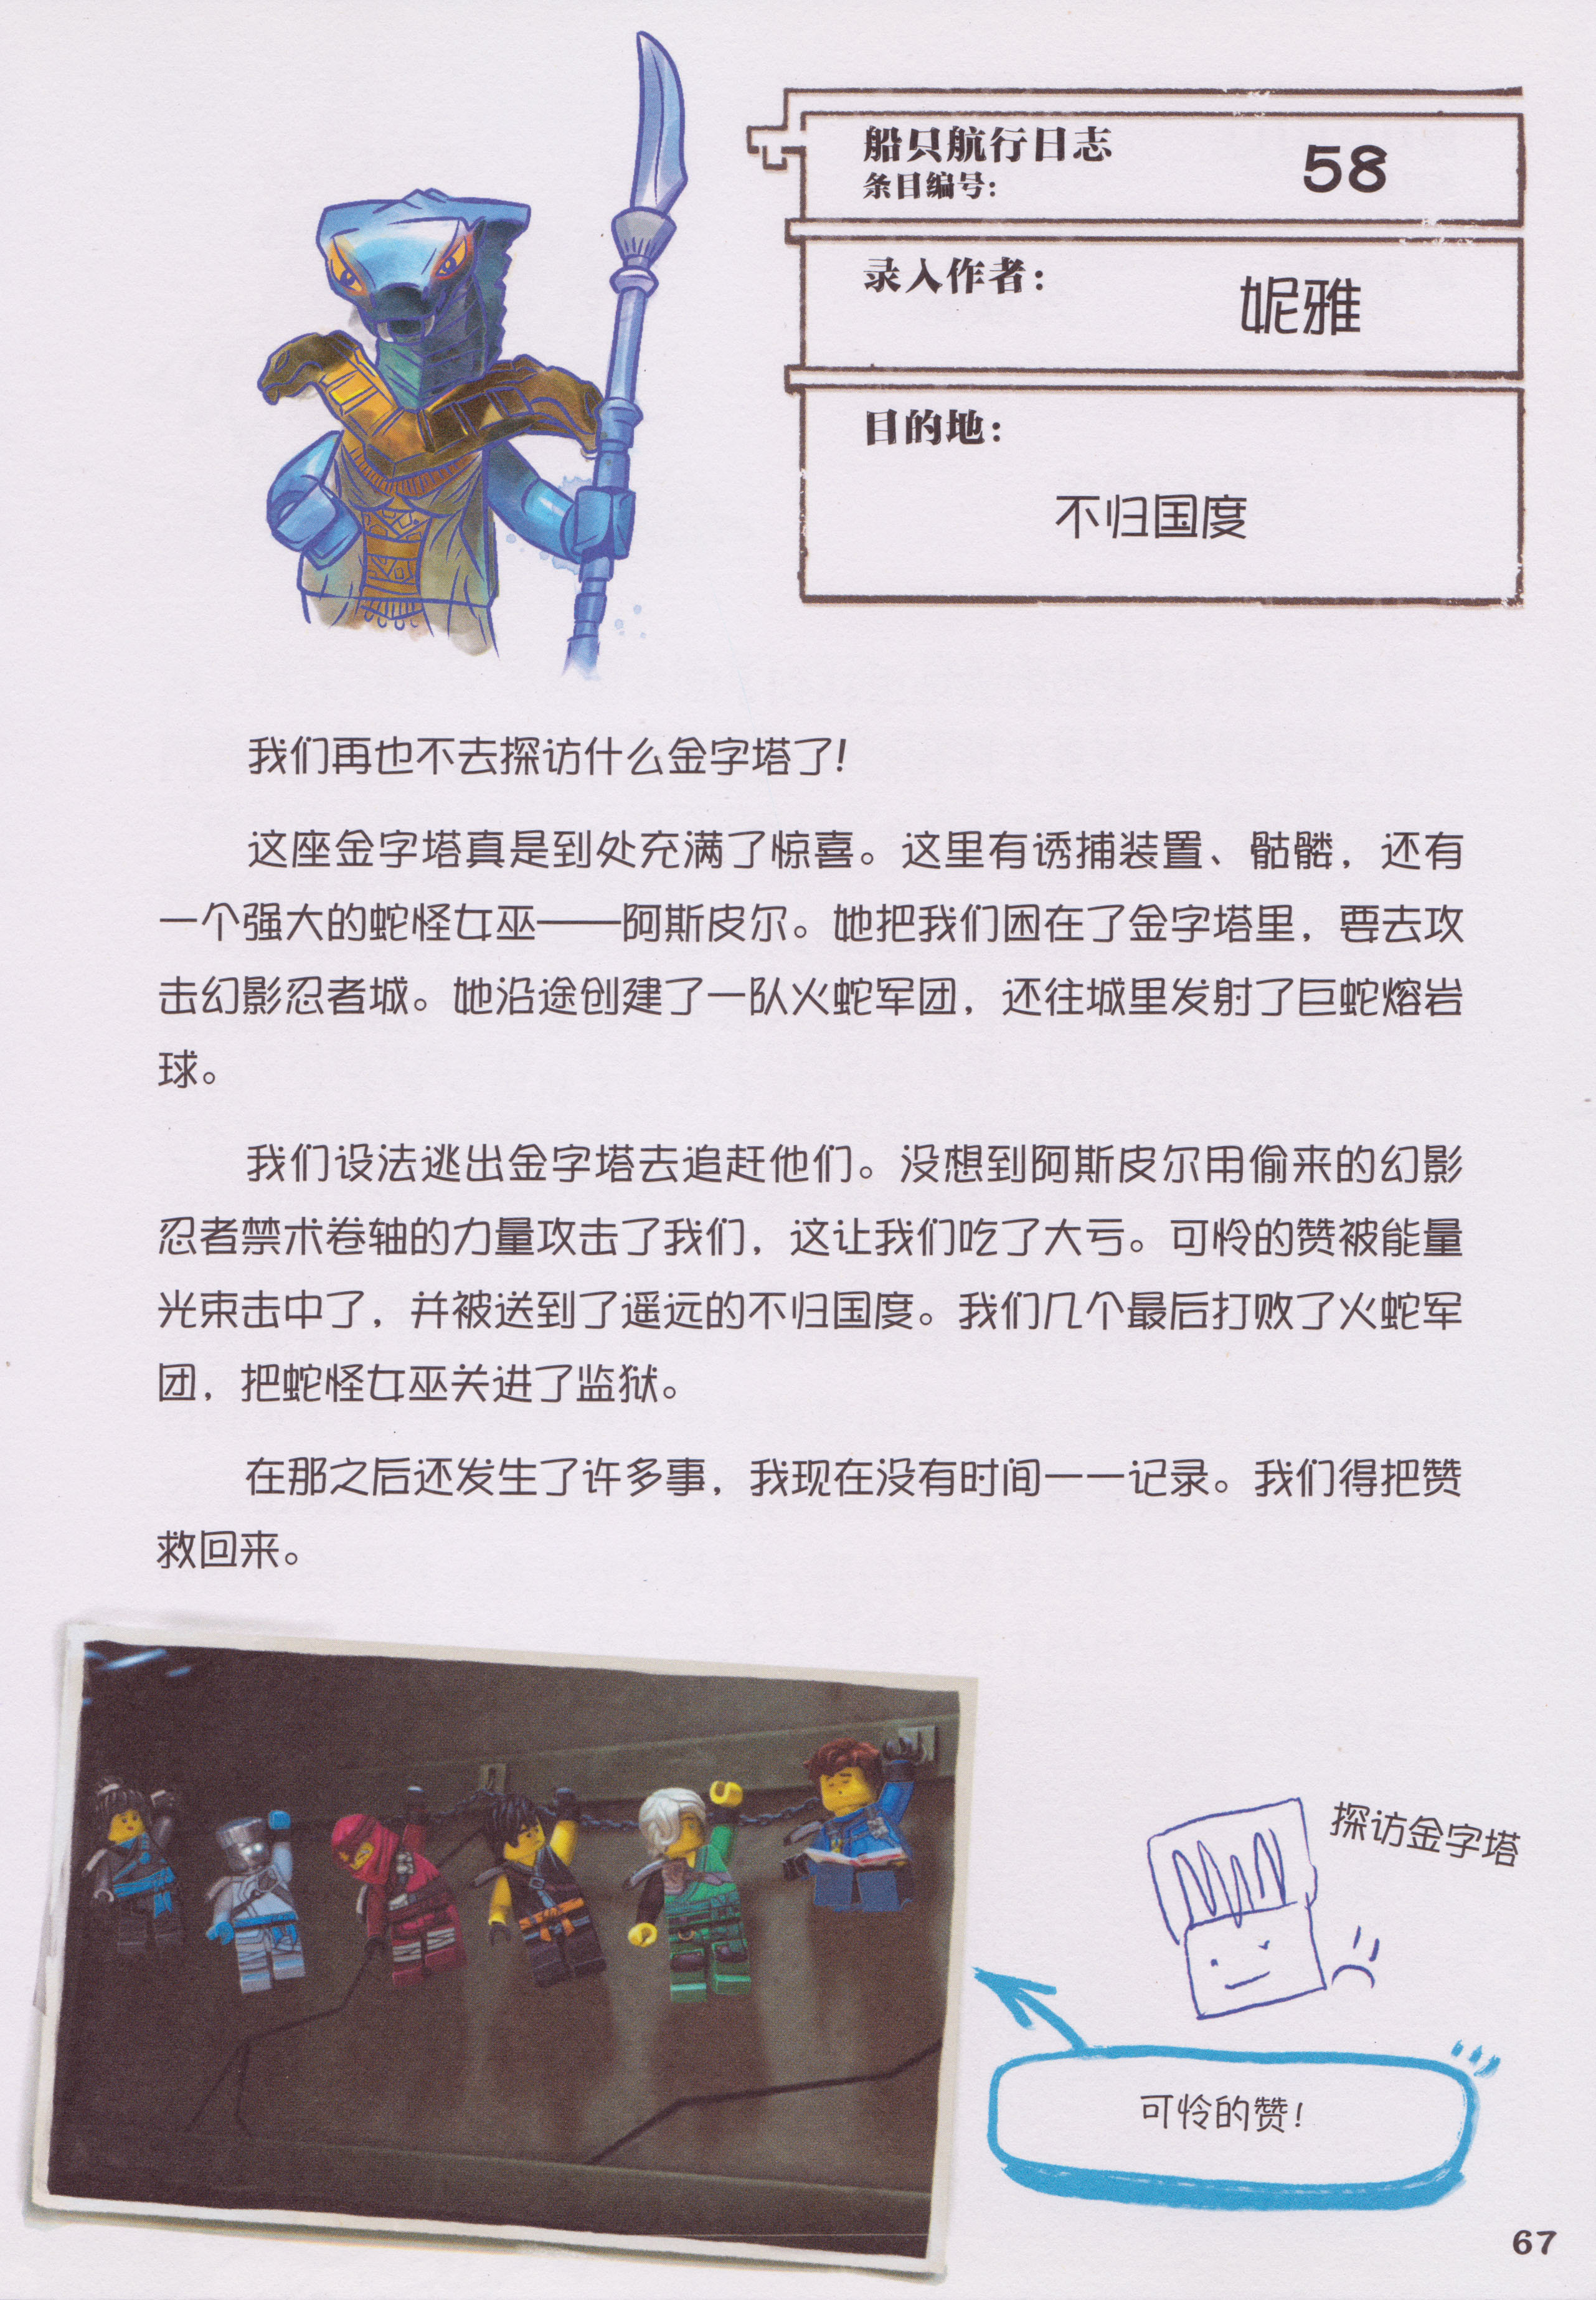 船只航行日志
条目编号：
58
录入作者：
妮雅
目的地：
不归国度
我们再也不去探访什么金字塔了！
这座金字塔真是到处充满了惊喜。这里有诱捕装置、骷髅，还有
一个强大的蛇怪女巫——阿斯皮尔。她把我们困在了金字塔里，要去攻
击幻影忍者城。她沿途创建了一队火蛇军团，还往城里发射了巨蛇熔岩
球。
我们设法逃出金字塔去追赶他们。没想到阿斯皮尔用偷来的幻影
忍者禁术卷轴的力量攻击了我们，这让我们吃了大亏。可怜的赞被能量
光束击中了，并被送到了遥远的不归国度。我们几个最后打败了火蛇军
团，把蛇怪女巫关进了监狱。
在那之后还发生了许多事，我现在没有时间一一记录。我们得把赞
救回来。
探访金字塔
可怜的赞！
67